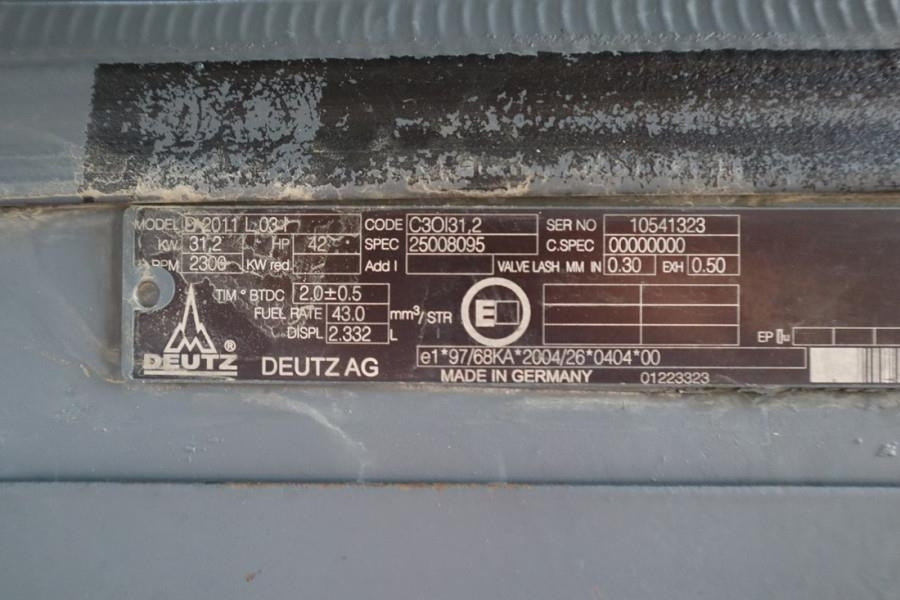 MODEL D 2011 L 03 I CODE C3OI31,2 SER NO 10541323
KW 31,2 HP 42 SPEC 25008095 C.SPEC 00000000
RPM 2300 KW red. Add I VALVE LASH MM IN 0.30 EXH 0.50
TIM ° BTDC 2.0±0.5
FUEL RATE 43.0 mm³/STR E
DISPL 2.332 L
EP
DEUTZ ® DEUTZ AG e1*97/68KA*2004/26*0404*00
MADE IN GERMANY 01223323